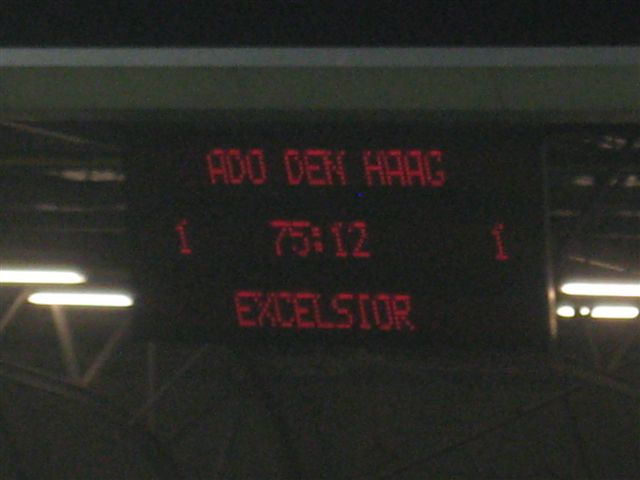 ADO DEN HAAG
1 75:12 1
EXCELSIOR